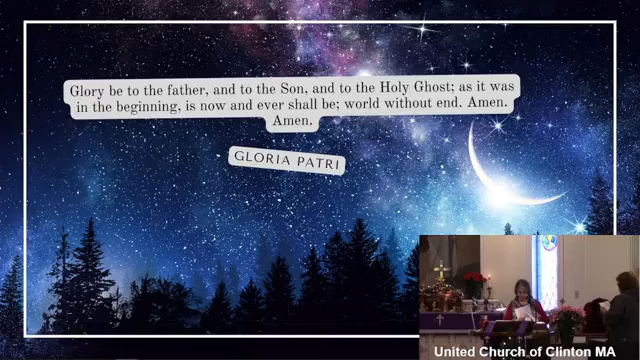 Glory be to the father, and to the Son, and to the Holy Ghost; as it was
in the beginning, is now and ever shall be; world without end. Amen.
Amen.
GLORIA PATRI
United Church of Clinton MA